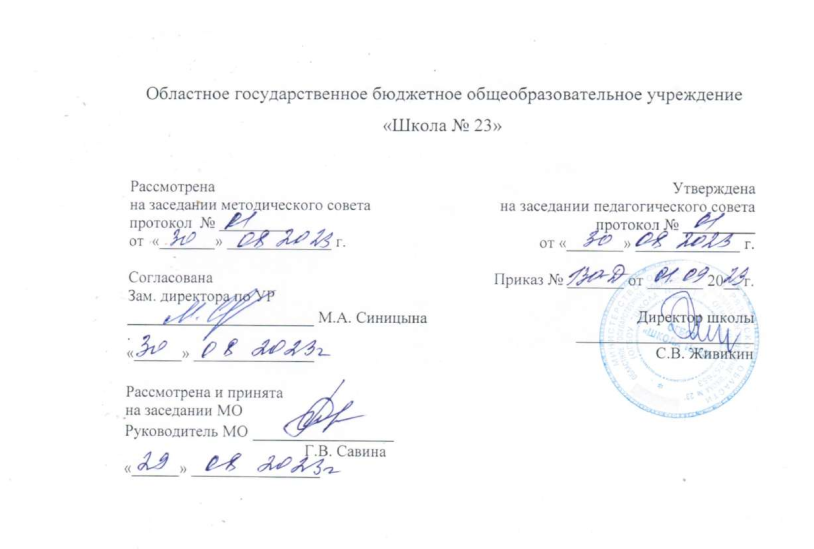 Областное государственное бюджетное общеобразовательное учреждение
«Школа № 23»
Рассмотрена
на заседании методического совета
протокол № 01
от «30» 08 2023 г.
Утверждена
на заседании педагогического совета
протокол № 01
от «30» 08 2023 г.
Приказ № 130-Д от 01.09 2023г.
Директор школы
С.В. Живикин
Согласована
Зам. директора по УР
М.А. Синицына
«30» 08 2023г
Рассмотрена и принята
на заседании МО
Руководитель МО
Г.В. Савина
«29» 08 2023г